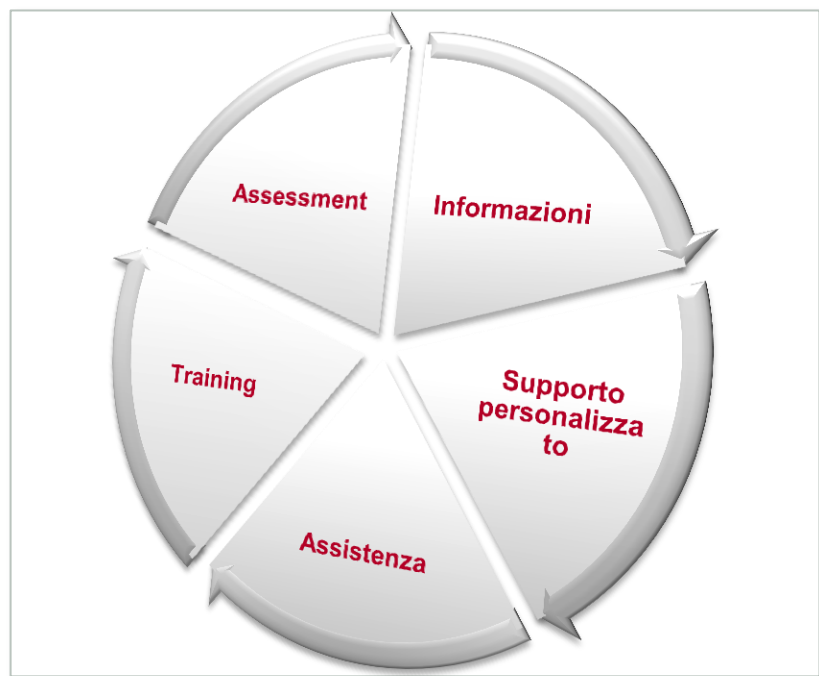 Assessment
Informazioni
Training
Supporto
personalizza
to
Assistenza